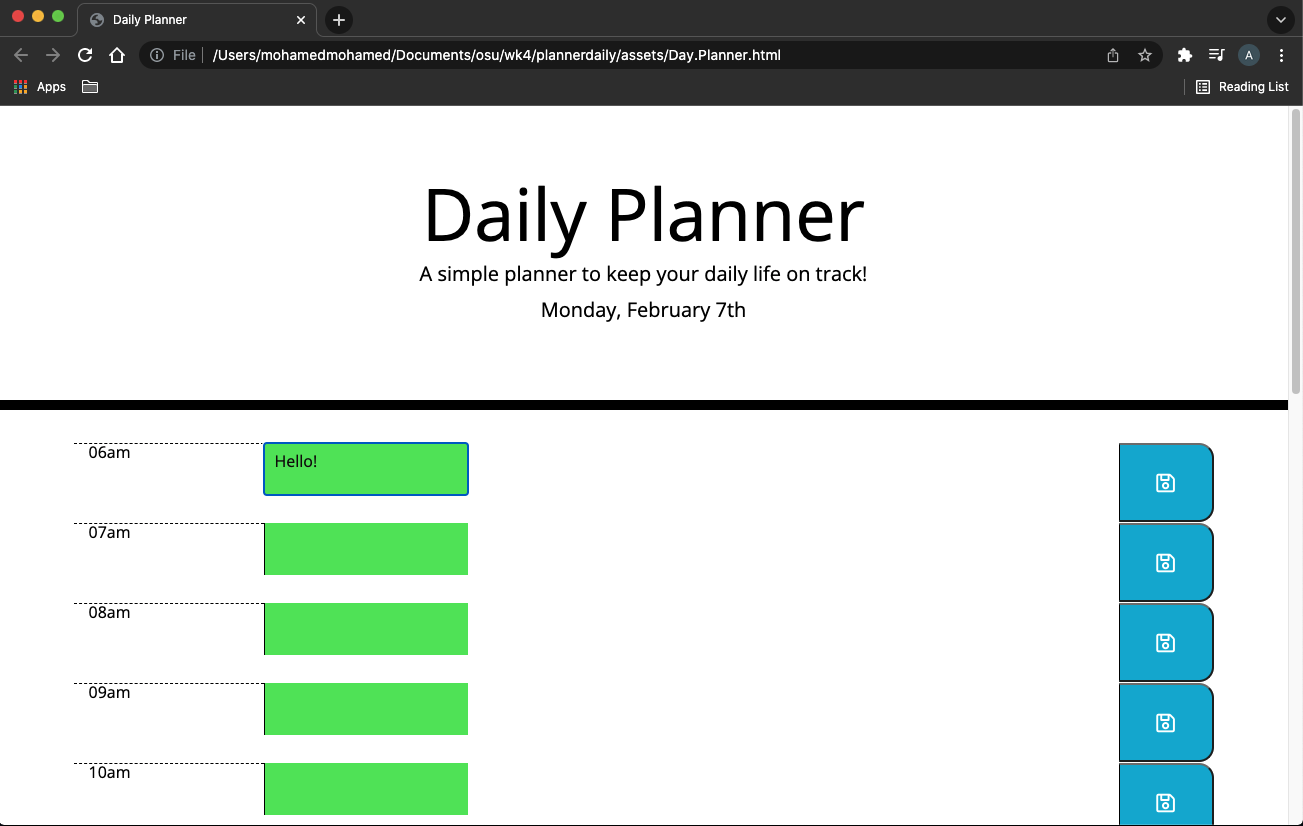 Daily Planner
File
/Users/mohamedmohamed/Documents/osu/wk4/plannerdaily/assets/Day.Planner.html
A
Apps
Reading List
Daily Planner
A simple planner to keep your daily life on track!
Monday, February 7th
06am
Hello!
07am
08am
09am
10am